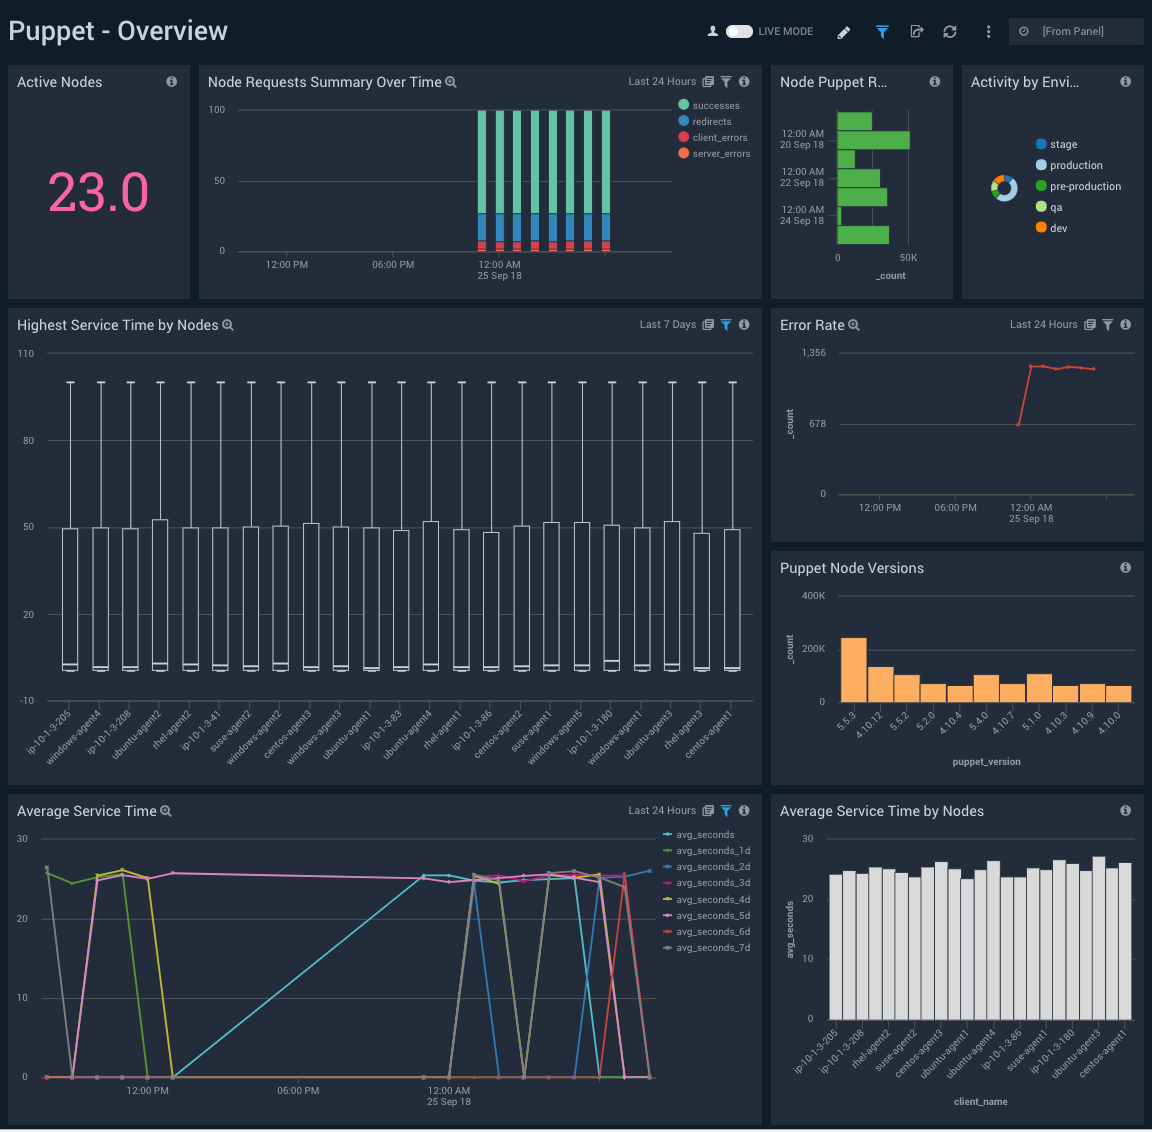 Puppet - Overview
LIVE MODE
[From Panel]
Active Nodes
23.0
Node Requests Summary Over Time
Last 24 Hours
100
50
0
12:00 PM
06:00 PM
12:00 AM
25 Sep 18
successes
redirects
client_errors
server_errors
Node Puppet R...
12:00 AM
20 Sep 18
12:00 AM
22 Sep 18
12:00 AM
24 Sep 18
0
50K
_count
Activity by Envi...
stage
production
pre-production
qa
dev
Highest Service Time by Nodes
Last 7 Days
110
80
50
20
-10
ip-10-1-3-205
windows-agent4
ip-10-1-3-208
ubuntu-agent2
rhel-agent2
ip-10-1-3-41
suse-agent2
windows-agent2
centos-agent3
windows-agent3
ubuntu-agent1
ip-10-1-3-83
ubuntu-agent4
rhel-agent1
ip-10-1-3-86
centos-agent2
suse-agent1
windows-agent5
ip-10-1-3-180
windows-agent1
ubuntu-agent3
rhel-agent3
centos-agent1
Error Rate
Last 24 Hours
1,356
678
0
_count
12:00 PM
06:00 PM
12:00 AM
25 Sep 18
Puppet Node Versions
400K
200K
0
_count
5.5.3
4.10.12
5.5.2
5.2.0
4.10.4
5.4.0
4.10.7
5.1.0
4.10.3
4.10.9
4.10.0
puppet_version
Average Service Time
Last 24 Hours
30
20
10
0
12:00 PM
06:00 PM
12:00 AM
25 Sep 18
avg_seconds
avg_seconds_1d
avg_seconds_2d
avg_seconds_3d
avg_seconds_4d
avg_seconds_5d
avg_seconds_6d
avg_seconds_7d
Average Service Time by Nodes
30
20
10
0
avg_seconds
ip-10-1-3-205
ip-10-1-3-208
rhel-agent2
suse-agent2
centos-agent3
ubuntu-agent1
ubuntu-agent4
ip-10-1-3-86
suse-agent1
ip-10-1-3-180
ubuntu-agent3
centos-agent1
client_name